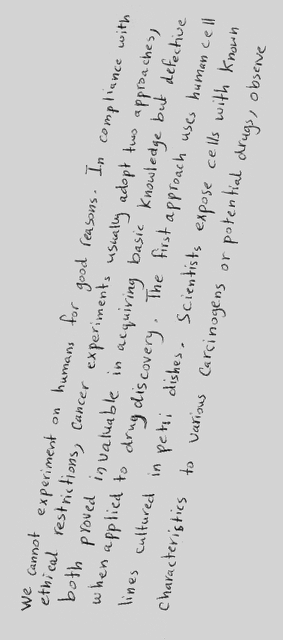 We cannot experiment on humans for good reasons. In compliance with
ethical restrictions, cancer experiments usually adopt two approaches,
both proved invaluable in acquiring basic knowledge but defective
when applied to drug discovery. The first approach uses human cell
lines cultured in petri dishes. Scientists expose cells with known
characteristics to various carcinogens or potential drugs, observe